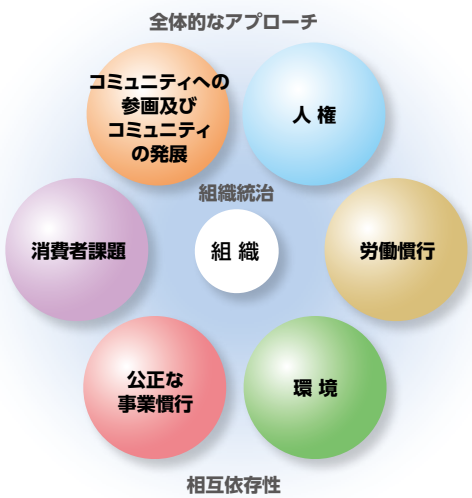 全体的なアプローチ
コミュニティへの
参画及び
コミュニティ
の発展
人 権
組織統治
消費者課題
組 織
労働慣行
公正な
事業慣行
環 境
相互依存性